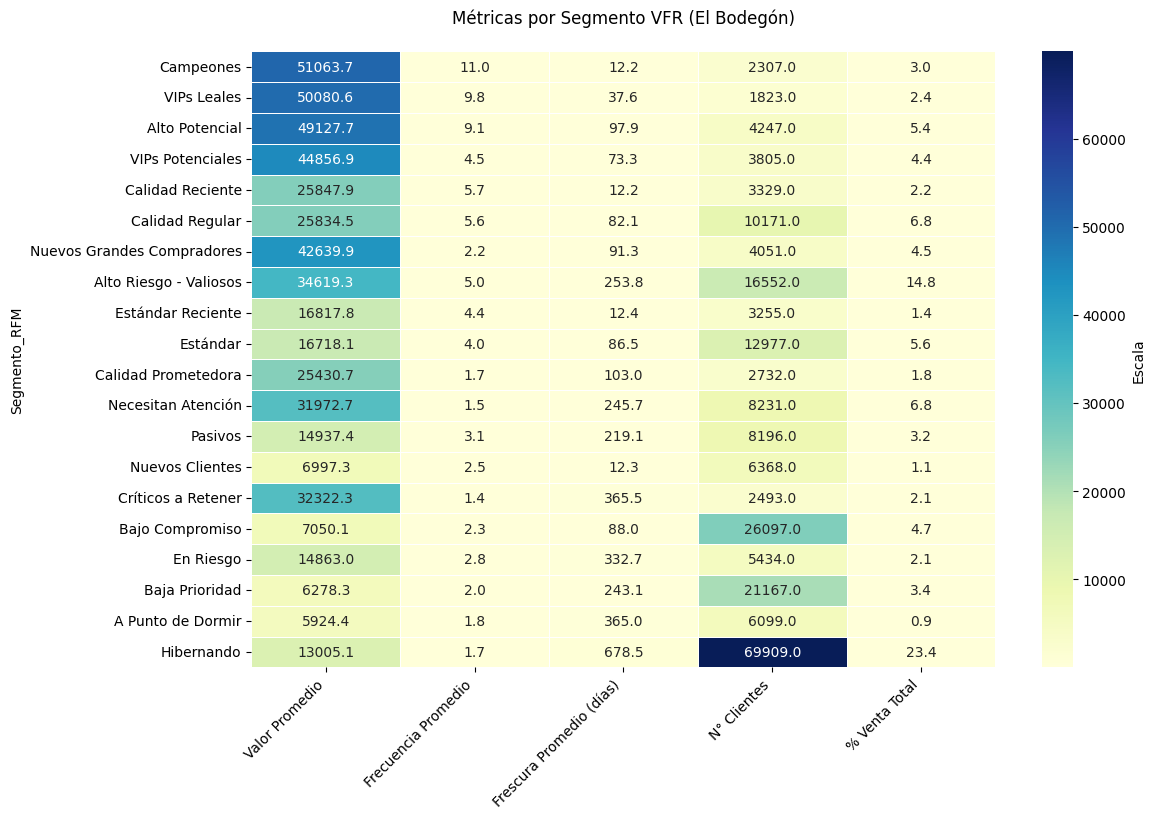 Métricas por Segmento VFR (El Bodegón)
Segmento_RFM
Campeones 51063.7 11.0 12.2 2307.0 3.0
VIPs Leales 50080.6 9.8 37.6 1823.0 2.4
Alto Potencial 49127.7 9.1 97.9 4247.0 5.4
VIPs Potenciales 44856.9 4.5 73.3 3805.0 4.4
Calidad Reciente 25847.9 5.7 12.2 3329.0 2.2
Calidad Regular 25834.5 5.6 82.1 10171.0 6.8
Nuevos Grandes Compradores 42639.9 2.2 91.3 4051.0 4.5
Alto Riesgo - Valiosos 34619.3 5.0 253.8 16552.0 14.8
Estándar Reciente 16817.8 4.4 12.4 3255.0 1.4
Estándar 16718.1 4.0 86.5 12977.0 5.6
Calidad Prometedora 25430.7 1.7 103.0 2732.0 1.8
Necesitan Atención 31972.7 1.5 245.7 8231.0 6.8
Pasivos 14937.4 3.1 219.1 8196.0 3.2
Nuevos Clientes 6997.3 2.5 12.3 6368.0 1.1
Críticos a Retener 32322.3 1.4 365.5 2493.0 2.1
Bajo Compromiso 7050.1 2.3 88.0 26097.0 4.7
En Riesgo 14863.0 2.8 332.7 5434.0 2.1
Baja Prioridad 6278.3 2.0 243.1 21167.0 3.4
A Punto de Dormir 5924.4 1.8 365.0 6099.0 0.9
Hibernando 13005.1 1.7 678.5 69909.0 23.4
Valor Promedio
Frecuencia Promedio
Frescura Promedio (días)
N° Clientes
% Venta Total
60000
50000
40000
30000
20000
10000
Escala